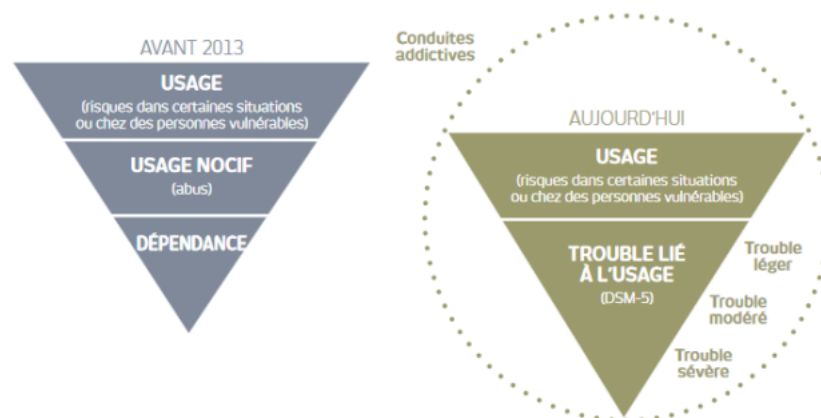 AVANT 2013
USAGE
(risques dans certaines situations
ou chez des personnes vulnérables)
USAGE NOCIF
(abus)
DÉPENDANCE
Conduites
addictives
AUJOURD'HUI
USAGE
(risques dans certaines situations
ou chez des personnes vulnérables)
TROUBLE LIÉ
À L'USAGE
(DSM-5)
Trouble
léger
Trouble
modéré
Trouble
sévère